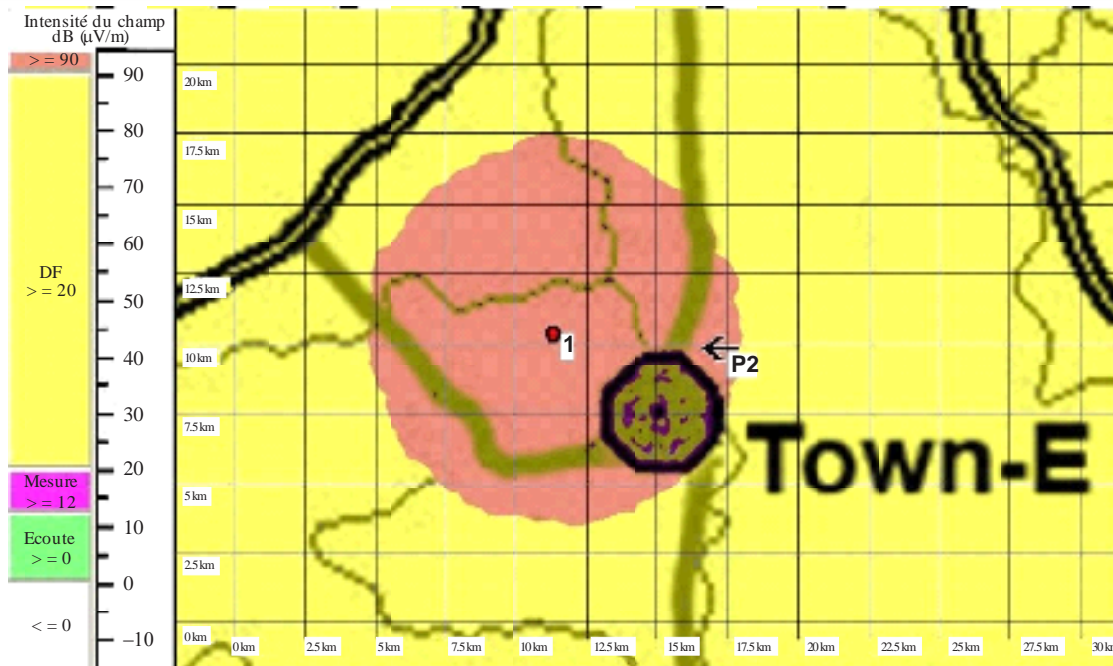 Intensité du champ
dB (µV/m)
> = 90
90
80
70
60
DF
> = 20
50
40
30
20
Mesure
> = 12
10
Ecoute
> = 0
0
< = 0
–10
20 km
17.5 km
15 km
12.5 km
10 km
7.5 km
5 km
2.5 km
0 km
1
P2
Town-E
0 km 2.5 km 5 km 7.5 km 10 km 12.5 km 15 km 17.5 km 20 km 22.5 km 25 km 27.5 km 30 k